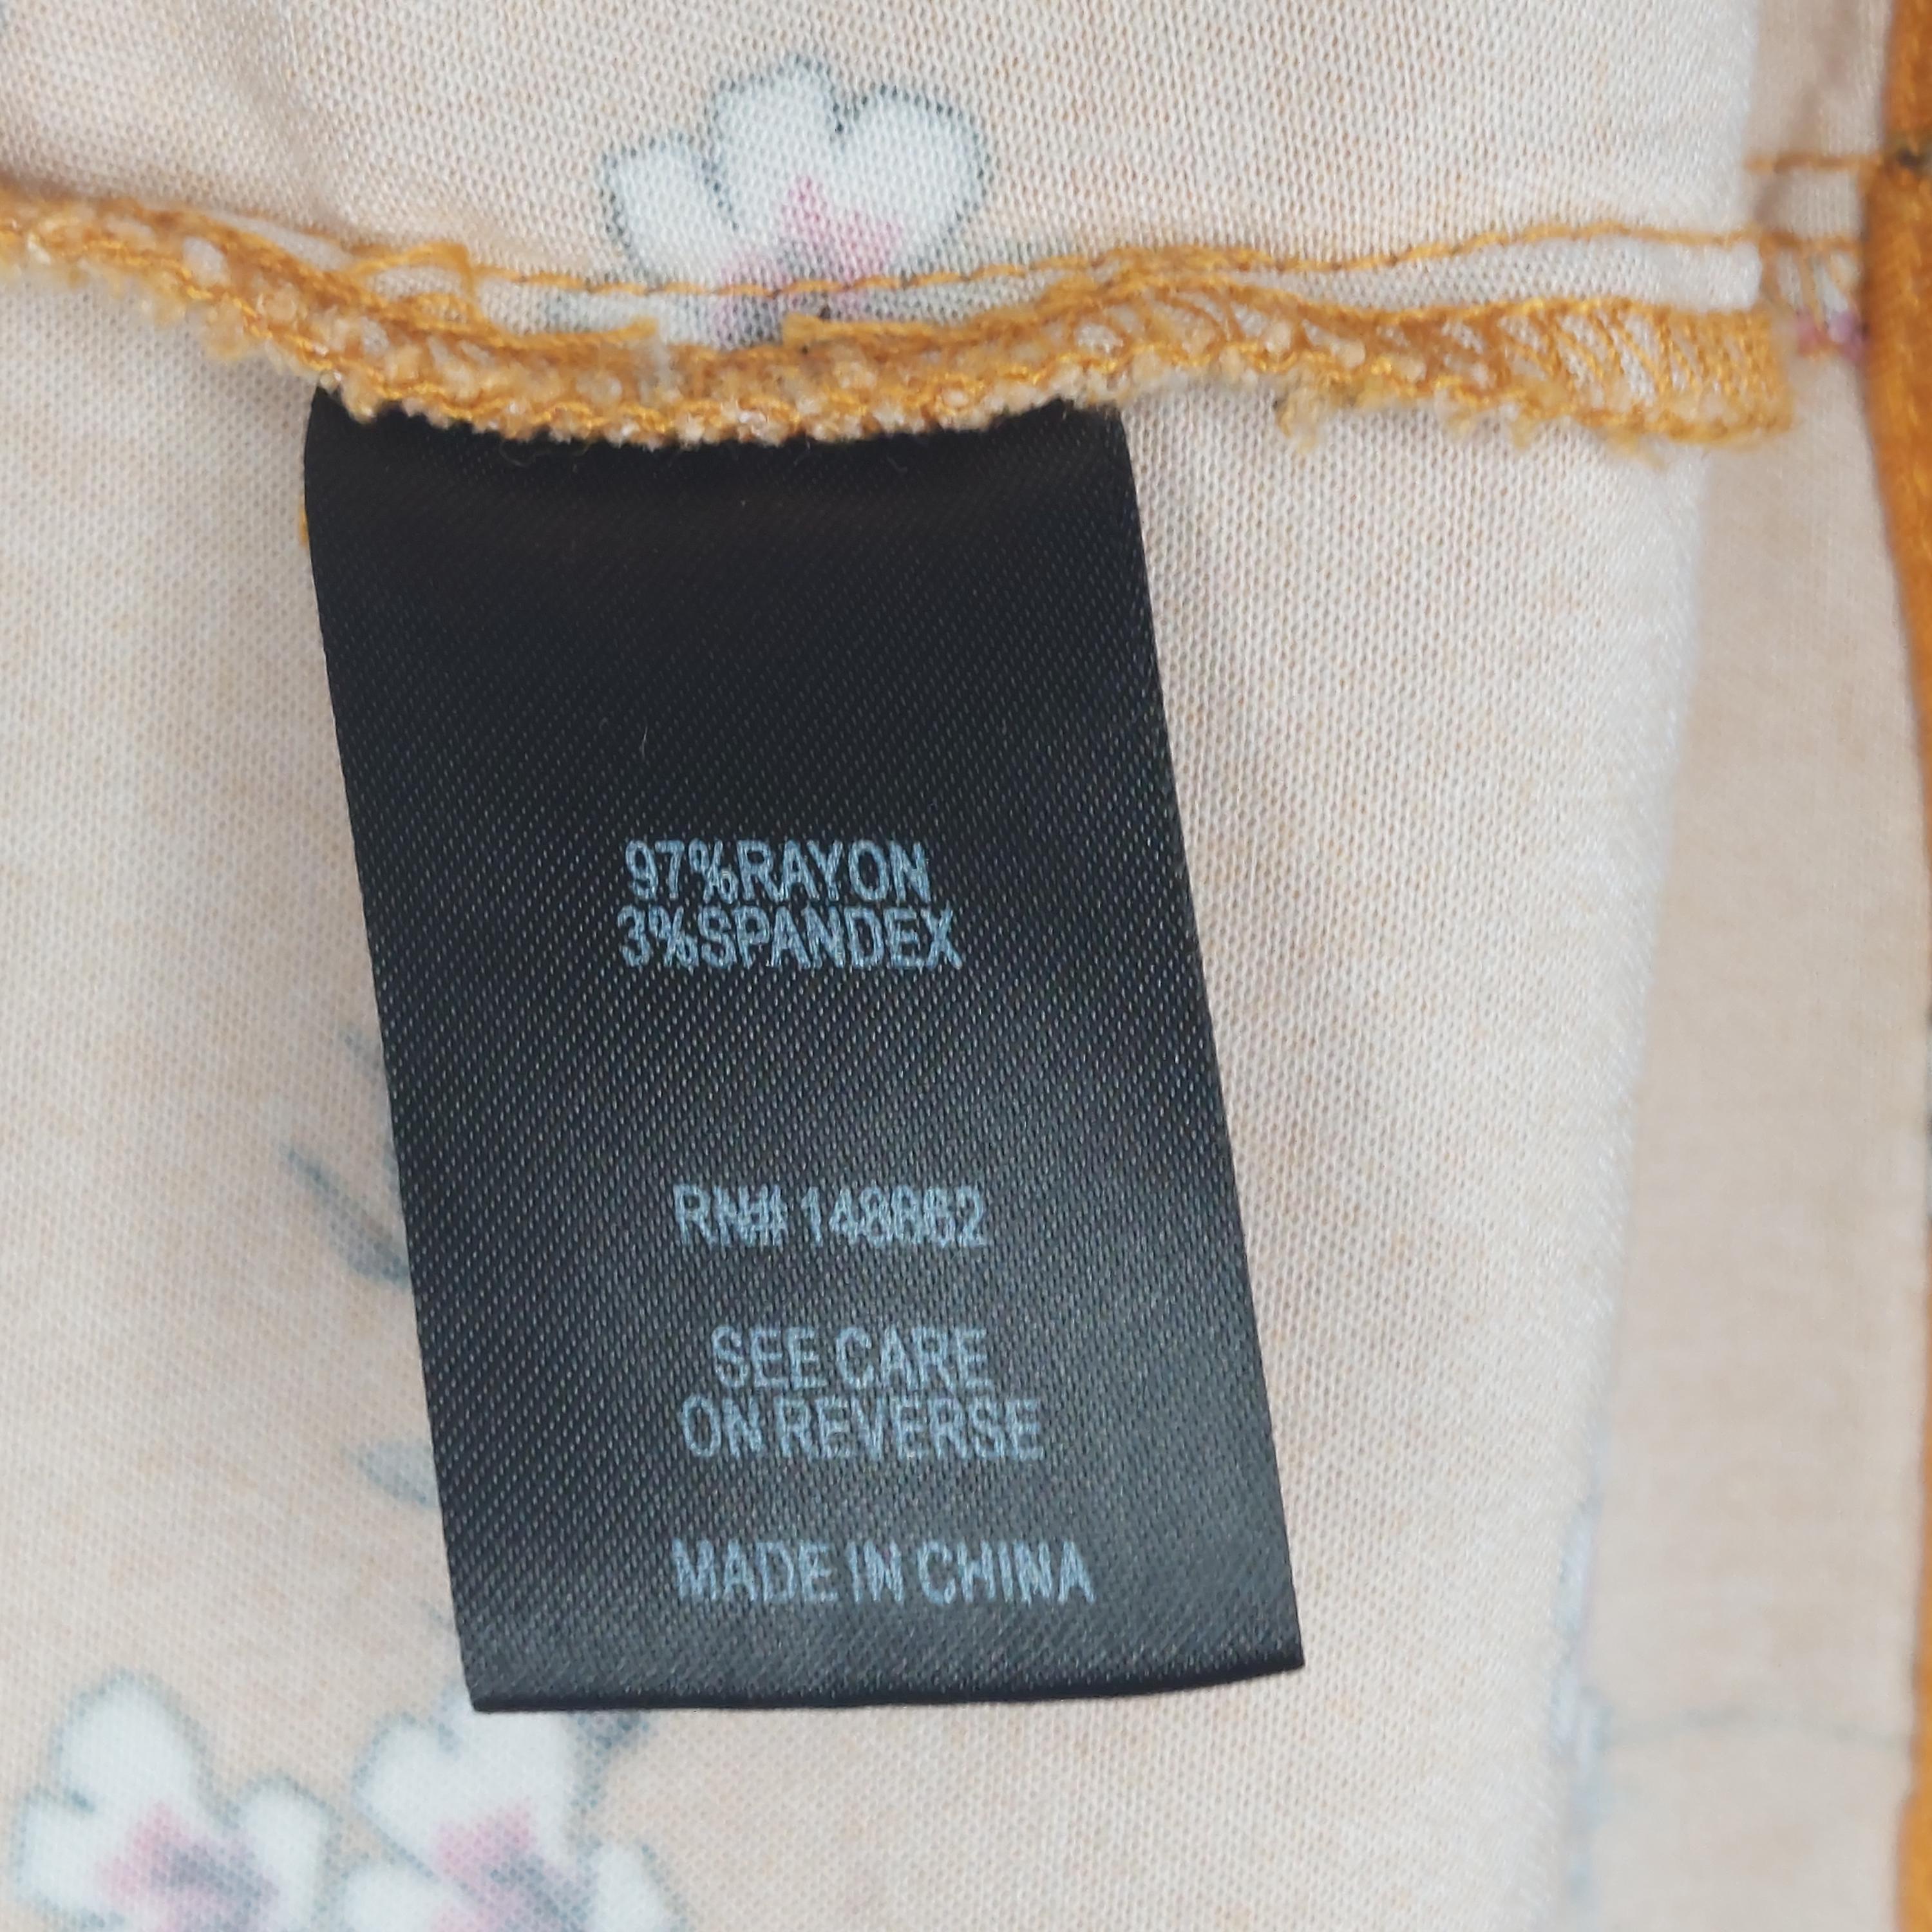 97%RAYON
3%SPANDEX
RN# 148862
SEE CARE
ON REVERSE
MADE IN CHINA